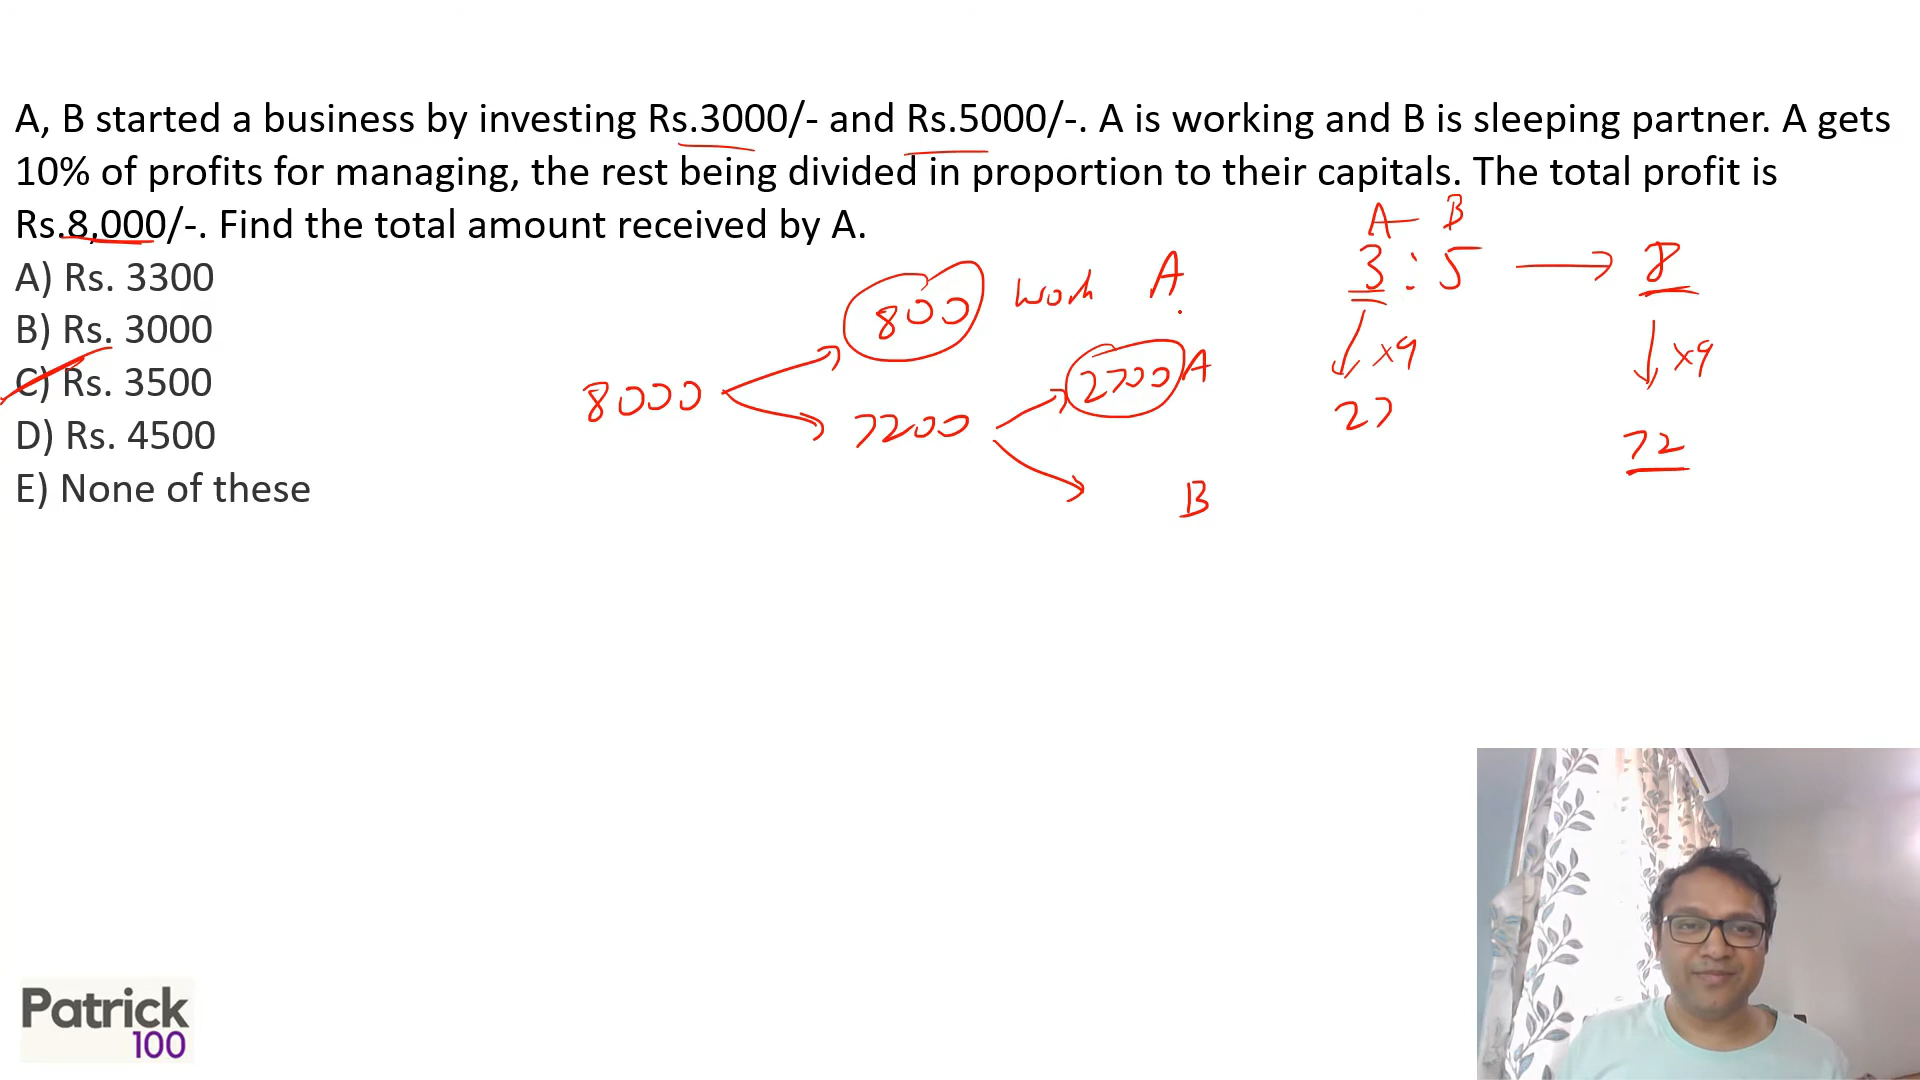 A, B started a business by investing Rs.3000/- and Rs.5000/-. A is working and B is sleeping partner. A gets
10% of profits for managing, the rest being divided in proportion to their capitals. The total profit is
Rs.8,000/-. Find the total amount received by A.
A) Rs. 3300
B) Rs. 3000
C) Rs. 3500
D) Rs. 4500
E) None of these
A B
3 : 5 → 8
×9 ×9
27 72
800 work A
8000
7200
2700 A
B
Patrick
100